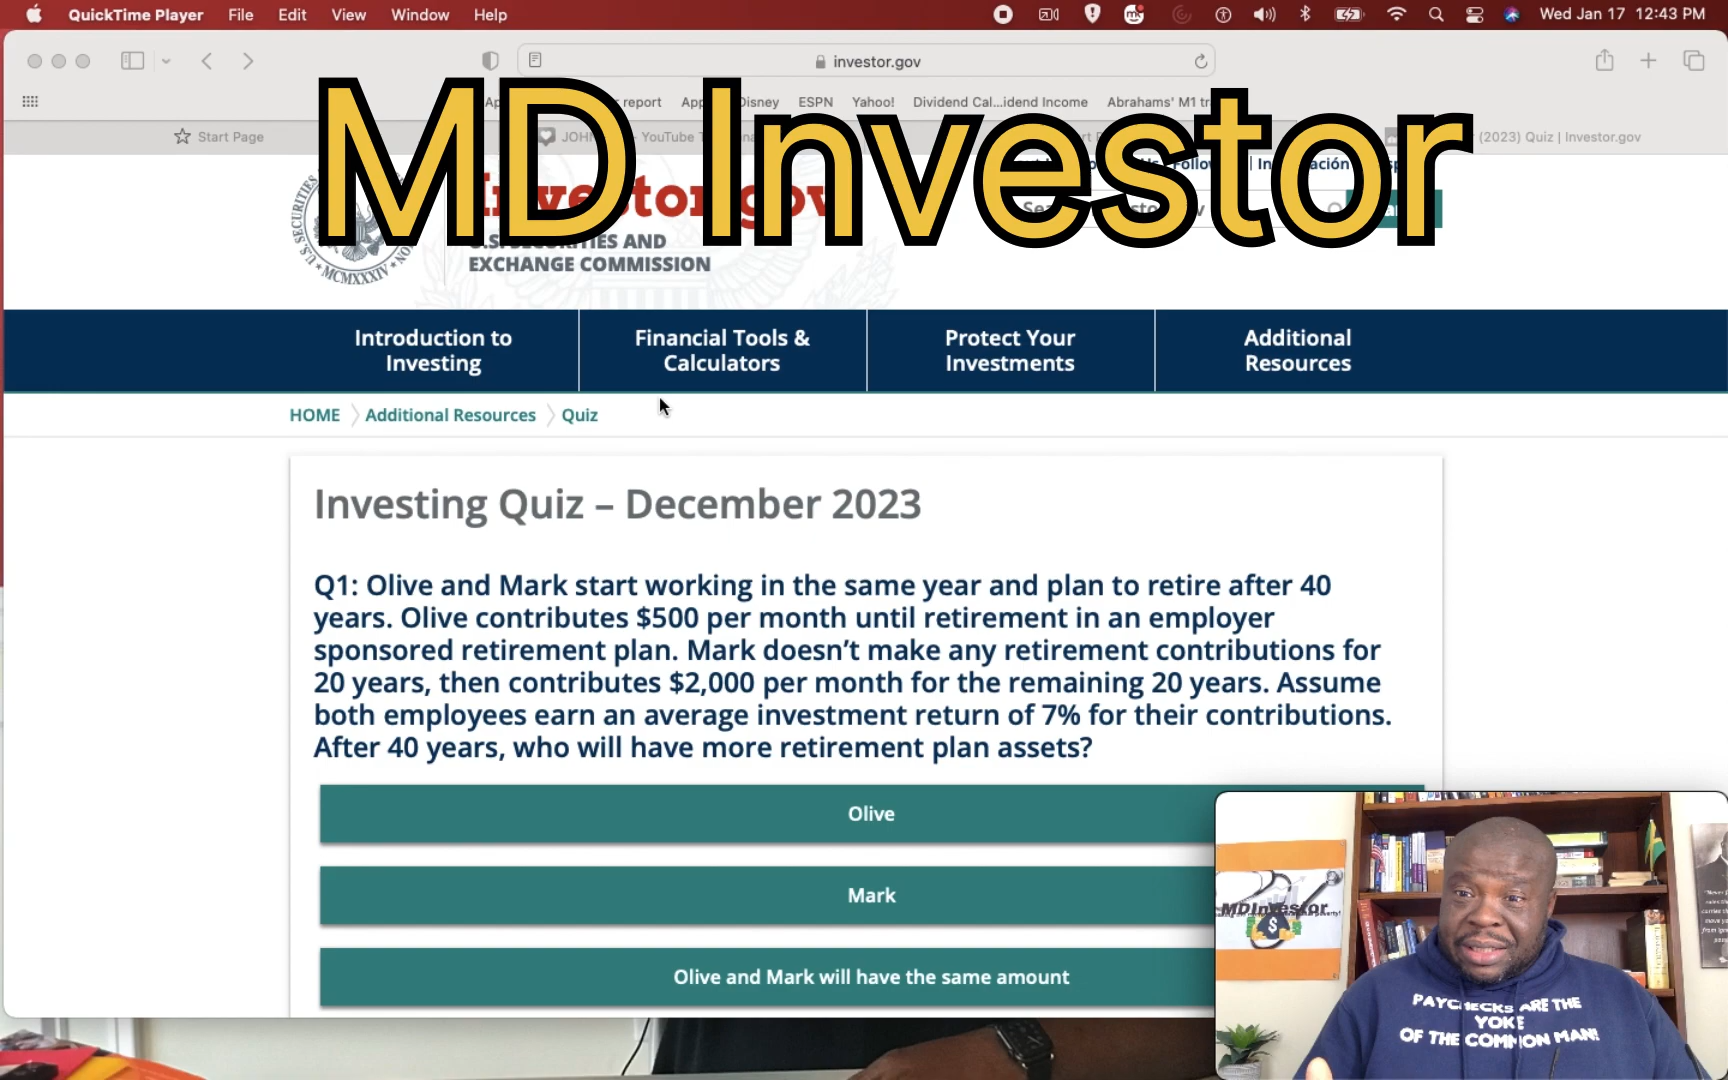 QuickTime Player File Edit View Window Help
Wed Jan 17 12:43 PM
investor.gov
report Disney ESPN Yahoo! Dividend Cal...idend Income Abrahams' M1
Start Page
YouTube
(2023) Quiz | Investor.gov
MD Investor
Investor.gov
U.S. SECURITIES AND
EXCHANGE COMMISSION
MCMXXXIV
Introduction to
Investing
Financial Tools &
Calculators
Protect Your
Investments
Additional
Resources
HOME Additional Resources Quiz
Investing Quiz – December 2023
Q1: Olive and Mark start working in the same year and plan to retire after 40
years. Olive contributes $500 per month until retirement in an employer
sponsored retirement plan. Mark doesn’t make any retirement contributions for
20 years, then contributes $2,000 per month for the remaining 20 years. Assume
both employees earn an average investment return of 7% for their contributions.
After 40 years, who will have more retirement plan assets?
Olive
Mark
Olive and Mark will have the same amount
MDInvestor
PAYCHECKS ARE THE
YOKE
OF THE COMMON MAN!